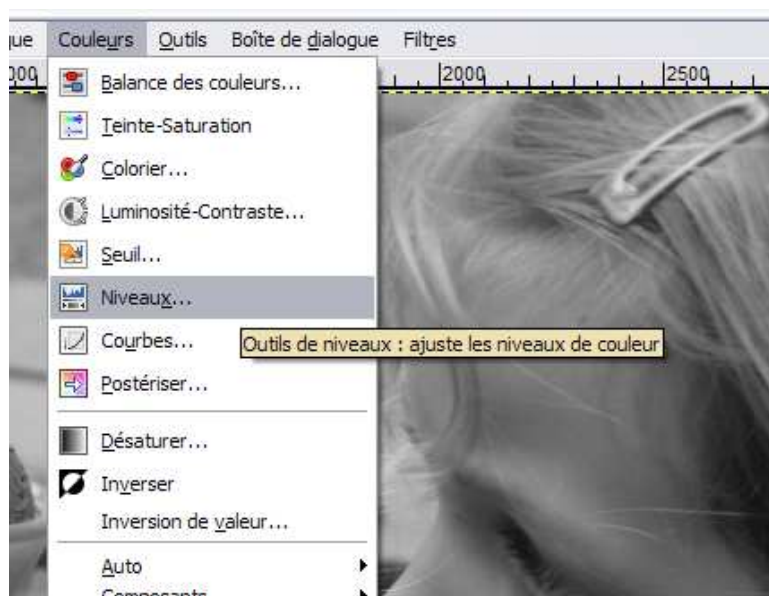 Couleurs Outils Boîte de dialogue Filtres
2000 2500
Balance des couleurs...
Teinte-Saturation
Colorier...
Luminosité-Contraste...
Seuil...
Niveaux...
Outils de niveaux : ajuste les niveaux de couleur
Courbes...
Postériser...
Désaturer...
Inverser
Inversion de valeur...
Auto